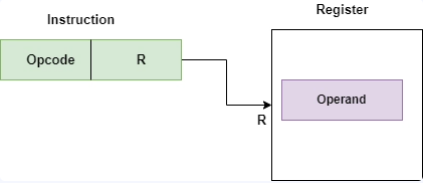 Instruction
Register
Opcode
R
Operand
R